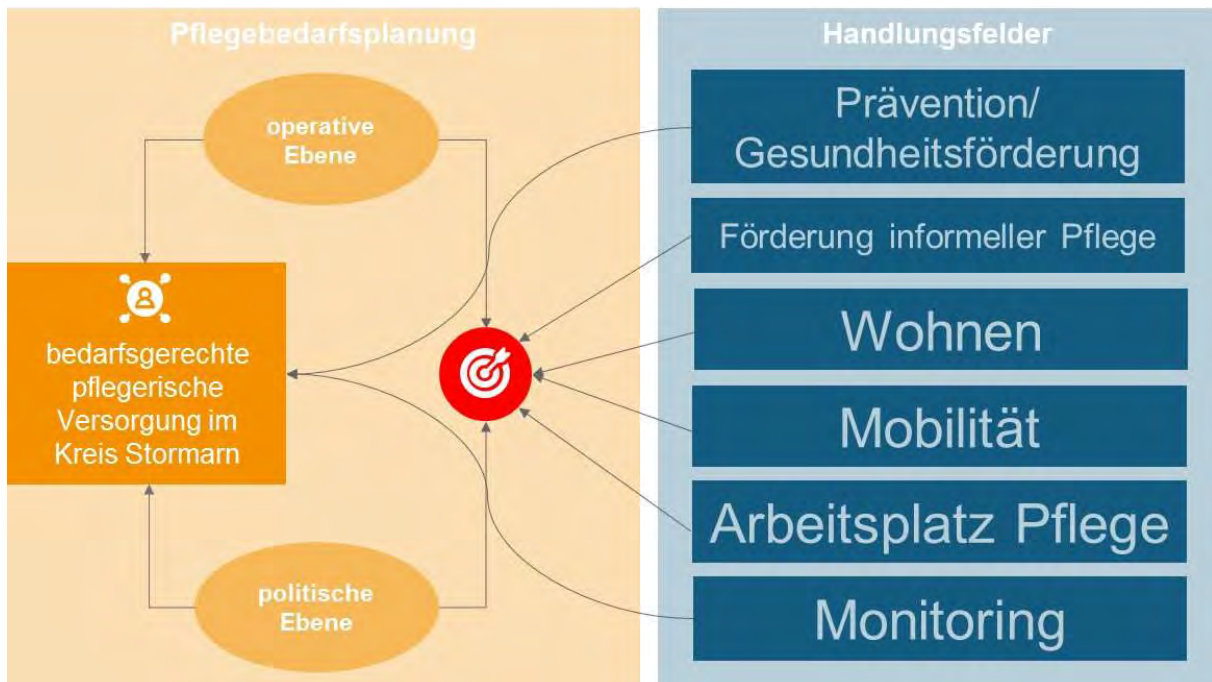 Pflegebedarfsplanung
operative
Ebene
bedarfsgerechte
pflegerische
Versorgung im
Kreis Stormarn
politische
Ebene
Handlungsfelder
Prävention/
Gesundheitsförderung
Förderung informeller Pflege
Wohnen
Mobilität
Arbeitsplatz Pflege
Monitoring